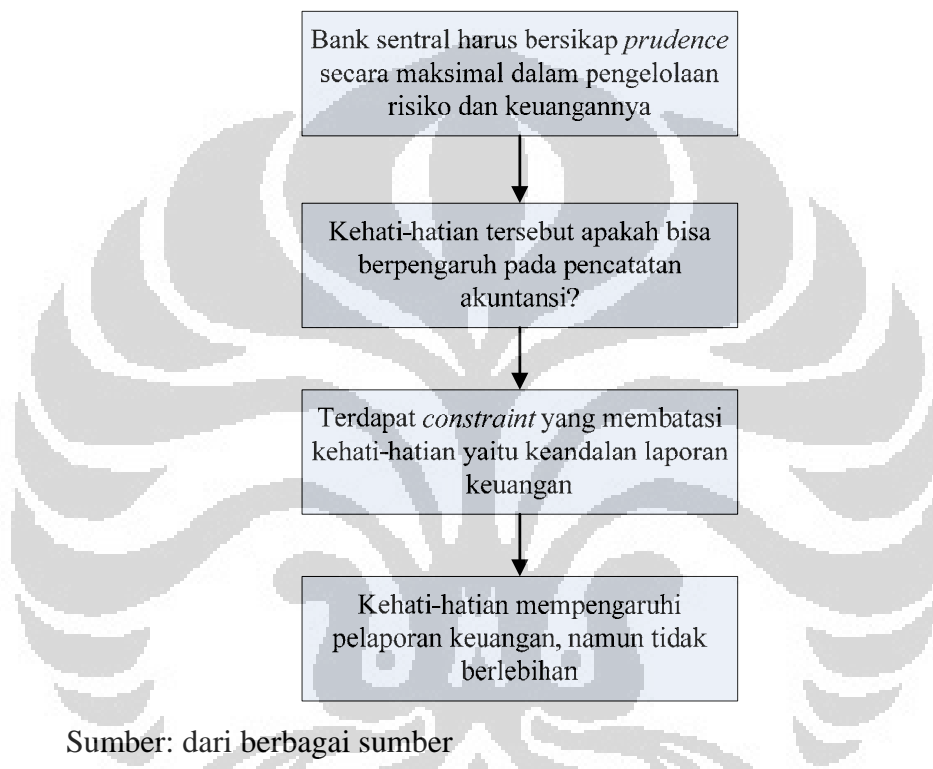 Bank sentral harus bersikap prudence
secara maksimal dalam pengelolaan
risiko dan keuangannya
Kehati-hatian tersebut apakah bisa
berpengaruh pada pencatatan
akuntansi?
Terdapat constraint yang membatasi
kehati-hatian yaitu keandalan laporan
keuangan
Kehati-hatian mempengaruhi
pelaporan keuangan, namun tidak
berlebihan
Sumber: dari berbagai sumber